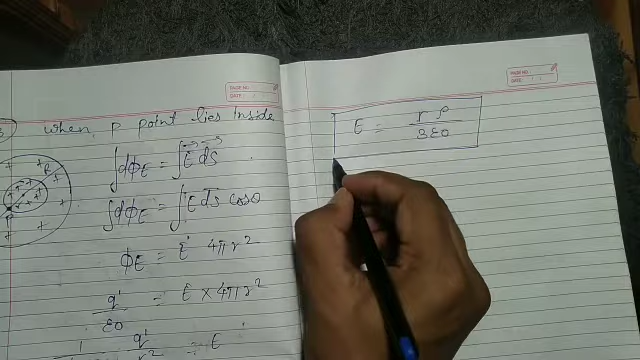 PAGE NO.
DATE: / /
when, p point lies Inside
∫dϕE = ∫E⃗ ds⃗
∫dϕE = ∫E ds cosθ
ϕE = E 4πr²
q'/ε0 = E × 4πr²
q'/r² = E
R
PAGE NO.
DATE: / /
E = rρ/3ε0